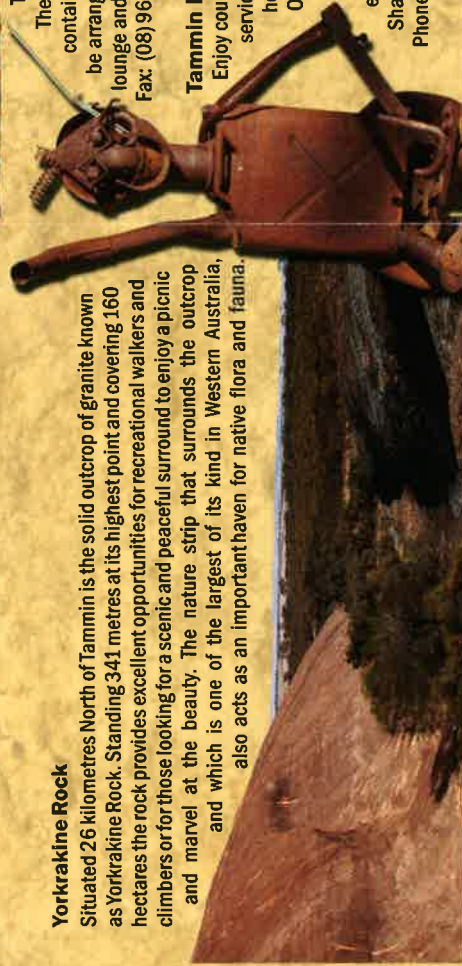 Yorkrakine Rock
Situated 26 kilometres North of Tammin is the solid outcrop of granite known
as Yorkrakine Rock. Standing 341 metres at its highest point and covering 160
hectares the rock provides excellent opportunities for recreational walkers and
climbers or for those looking for a scenic and peaceful surround to enjoy a picnic
and marvel at the beauty. The nature strip that surrounds the outcrop
and which is one of the largest of its kind in Western Australia,
also acts as an important haven for native flora and fauna.
The
contai
be arrang
lounge and
Fax: (08) 96
Tammin
Enjoy cou
servic
Sha
Phone